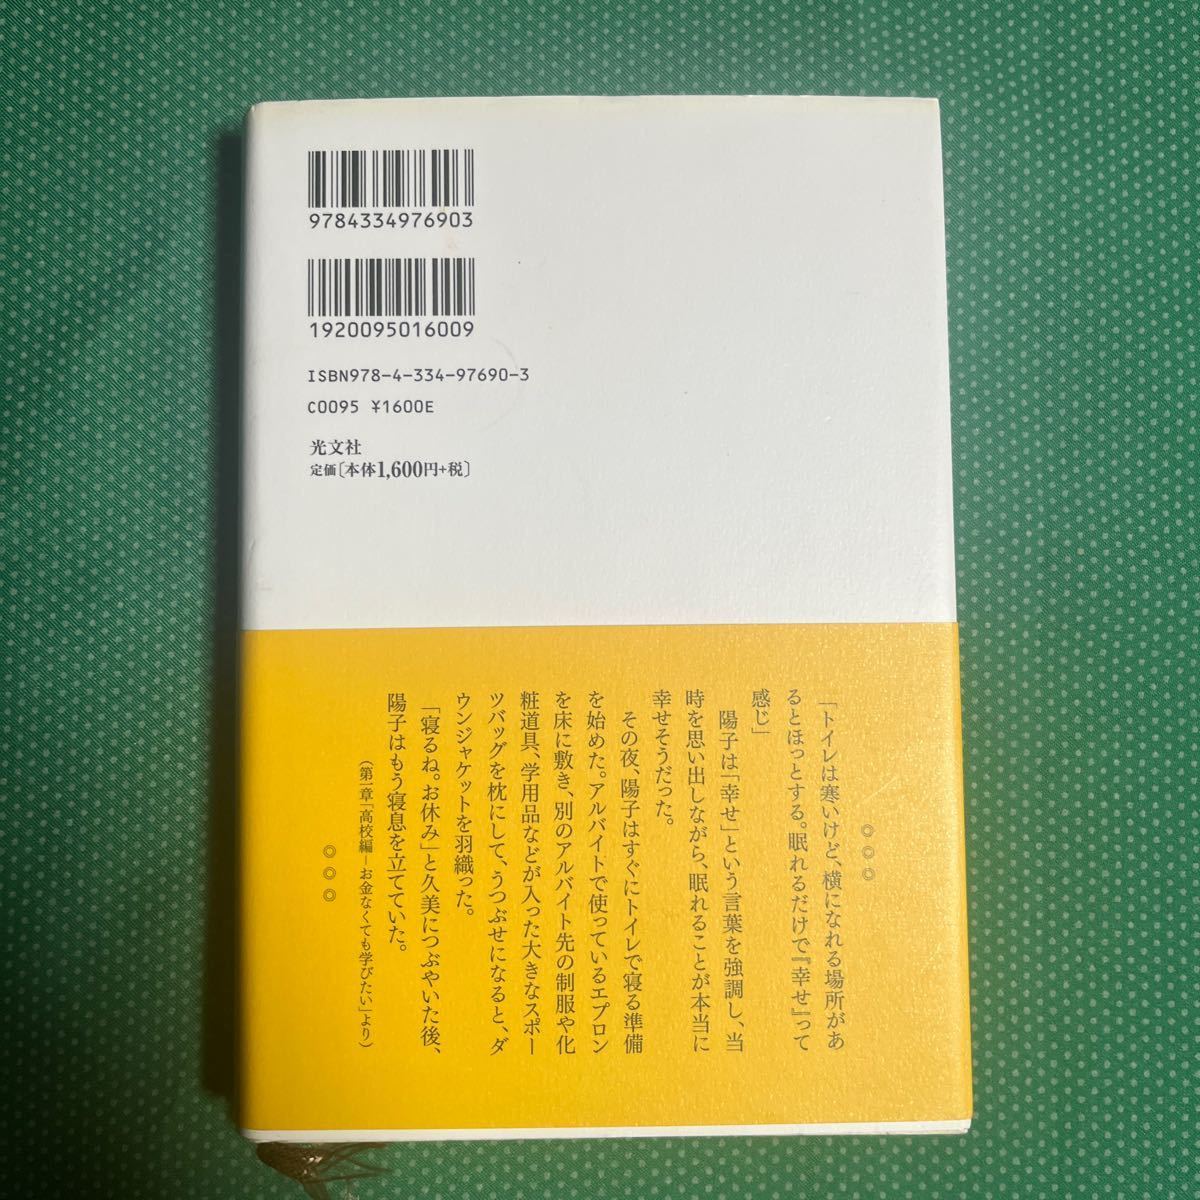 9784334976903
1920095016009
ISBN978-4-334-97690-3
C0095 ¥1600E
光文社
定価〔本体1,600円+税〕
◎◎◎
「トイレは寒いけど、横になれる場所があ
るとほっとする。眠れるだけで『幸せ』って
感じ」
陽子は「幸せ」という言葉を強調し、当
時を思い出しながら、眠れることが本当に
幸せそうだった。
その夜、陽子はすぐにトイレで寝る準備
を始めた。アルバイトで使っているエプロン
を床に敷き、別のアルバイト先の制服や化
粧道具、学用品などが入った大きなスポー
ツバッグを枕にして、うつぶせになると、ダ
ウンジャケットを羽織った。
「寝るね。お休み」と久美につぶやいた後、
陽子はもう寝息を立てていた。
(第一章「高校編―お金なくても学びたい」より)
◎◎◎